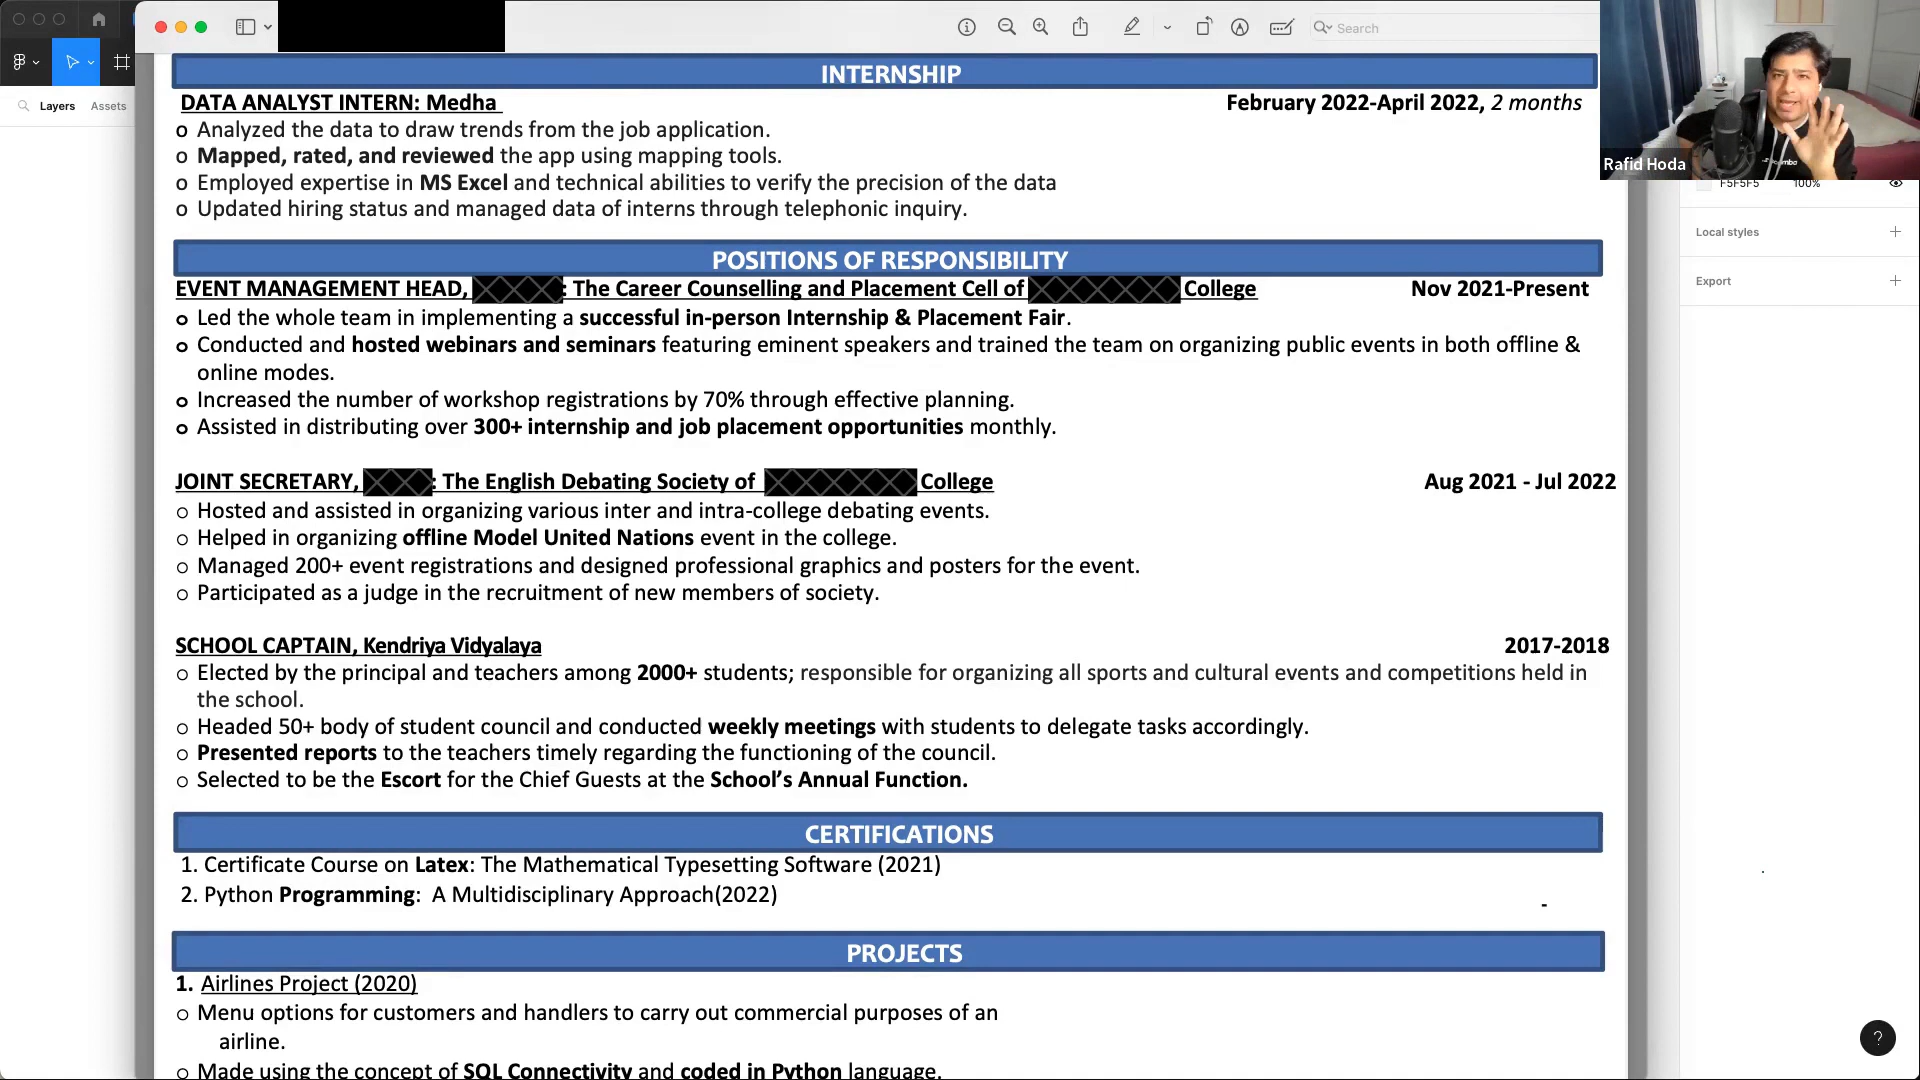 Search
Layers Assets
INTERNSHIP
DATA ANALYST INTERN: Medha February 2022-April 2022, 2 months
o Analyzed the data to draw trends from the job application.
o Mapped, rated, and reviewed the app using mapping tools.
o Employed expertise in MS Excel and technical abilities to verify the precision of the data
o Updated hiring status and managed data of interns through telephonic inquiry.
Rafid Hoda
F5F5F5 100%
Local styles
Export
POSITIONS OF RESPONSIBILITY
EVENT MANAGEMENT HEAD, : The Career Counselling and Placement Cell of College Nov 2021-Present
o Led the whole team in implementing a successful in-person Internship & Placement Fair.
o Conducted and hosted webinars and seminars featuring eminent speakers and trained the team on organizing public events in both offline &
online modes.
o Increased the number of workshop registrations by 70% through effective planning.
o Assisted in distributing over 300+ internship and job placement opportunities monthly.
JOINT SECRETARY, : The English Debating Society of College Aug 2021 - Jul 2022
o Hosted and assisted in organizing various inter and intra-college debating events.
o Helped in organizing offline Model United Nations event in the college.
o Managed 200+ event registrations and designed professional graphics and posters for the event.
o Participated as a judge in the recruitment of new members of society.
SCHOOL CAPTAIN, Kendriya Vidyalaya 2017-2018
o Elected by the principal and teachers among 2000+ students; responsible for organizing all sports and cultural events and competitions held in
the school.
o Headed 50+ body of student council and conducted weekly meetings with students to delegate tasks accordingly.
o Presented reports to the teachers timely regarding the functioning of the council.
o Selected to be the Escort for the Chief Guests at the School's Annual Function.
CERTIFICATIONS
1. Certificate Course on Latex: The Mathematical Typesetting Software (2021)
2. Python Programming: A Multidisciplinary Approach(2022)
-
PROJECTS
1. Airlines Project (2020)
o Menu options for customers and handlers to carry out commercial purposes of an
airline.
o Made using the concept of SQL Connectivity and coded in Python language.
?